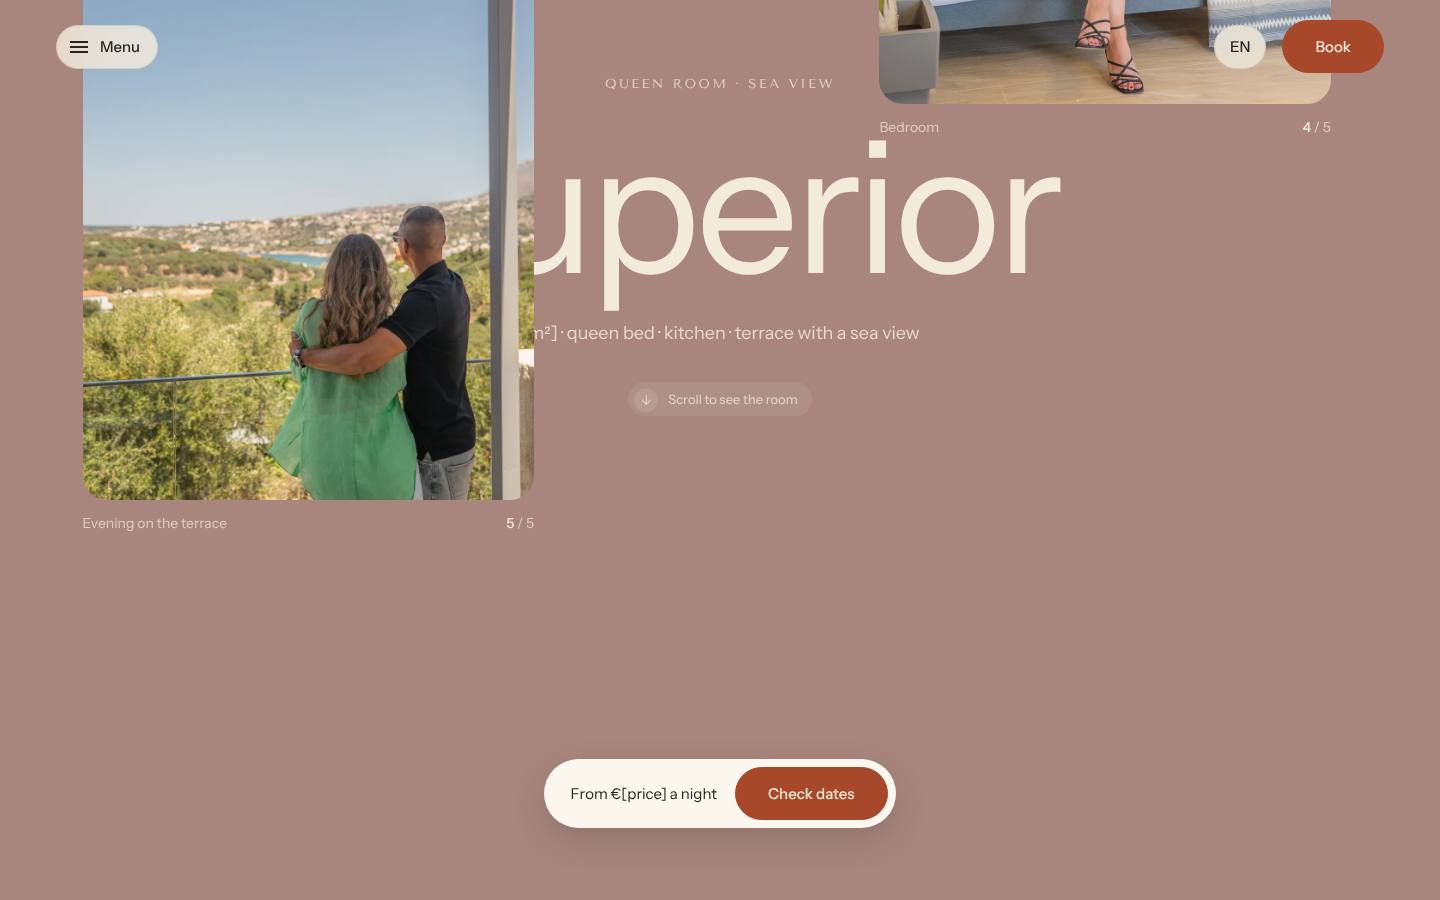 Menu
EN
Book
QUEEN ROOM · SEA VIEW
Bedroom
4 / 5
uperior
m²] · queen bed · kitchen · terrace with a sea view
Scroll to see the room
Evening on the terrace
5 / 5
From €[price] a night
Check dates